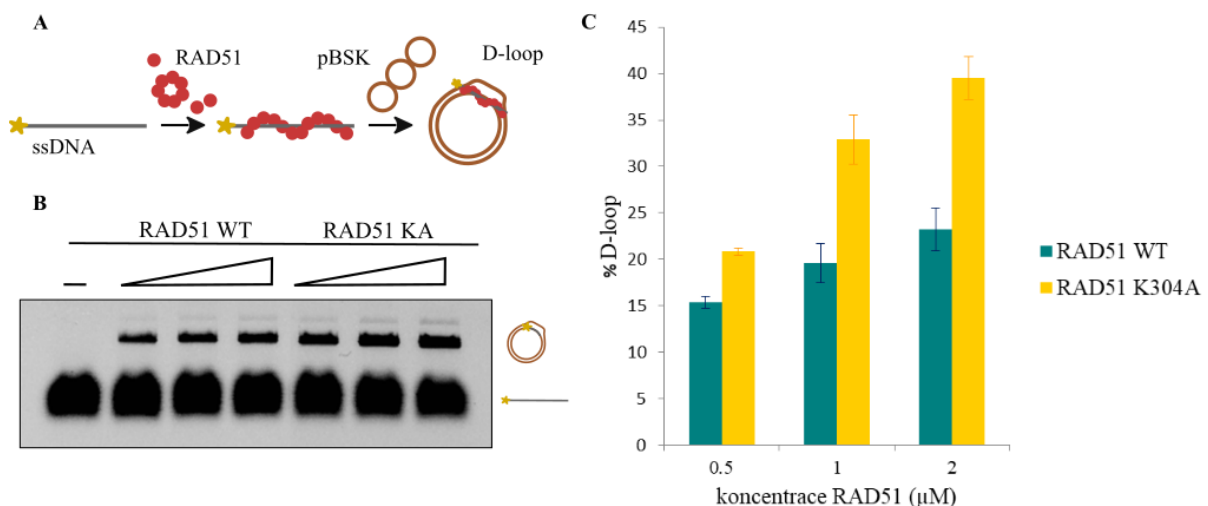 A
RAD51
pBSK
D-loop
ssDNA
B
RAD51 WT
RAD51 KA
C
45
40
35
30
25
20
15
10
5
0
% D-loop
0.5
1
2
koncentrace RAD51 (µM)
RAD51 WT
RAD51 K304A